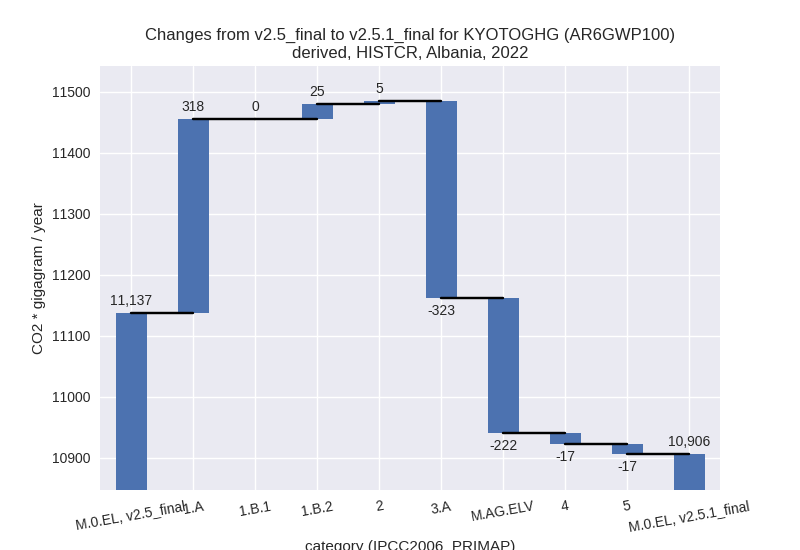 Changes from v2.5_final to v2.5.1_final for KYOTOGHG (AR6GWP100)
derived, HISTCR, Albania, 2022
CO2 * gigagram / year
11500
11400
11300
11200
11100
11000
10900
11,137
318
0
25
5
-323
-222
-17
-17
10,906
M.0.EL, v2.5_final
1.A
1.B.1
1.B.2
2
3.A
M.AG.ELV
4
5
M.0.EL, v2.5.1_final
category (IPCC2006_PRIMAP)